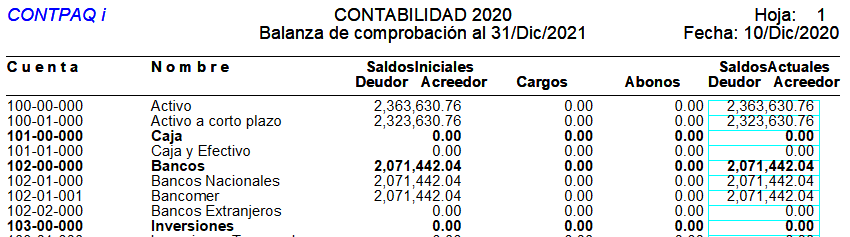 CONTPAQ i CONTABILIDAD 2020 Hoja: 1
Balanza de comprobación al 31/Dic/2021 Fecha: 10/Dic/2020
Cuenta Nombre SaldosIniciales SaldosActuales
Deudor Acreedor Cargos Abonos Deudor Acreedor
100-00-000 Activo 2,363,630.76 0.00 0.00 2,363,630.76
100-01-000 Activo a corto plazo 2,323,630.76 0.00 0.00 2,323,630.76
101-00-000 Caja 0.00 0.00 0.00 0.00
101-01-000 Caja y Efectivo 0.00 0.00 0.00 0.00
102-00-000 Bancos 2,071,442.04 0.00 0.00 2,071,442.04
102-01-000 Bancos Nacionales 2,071,442.04 0.00 0.00 2,071,442.04
102-01-001 Bancomer 2,071,442.04 0.00 0.00 2,071,442.04
102-02-000 Bancos Extranjeros 0.00 0.00 0.00 0.00
103-00-000 Inversiones 0.00 0.00 0.00 0.00